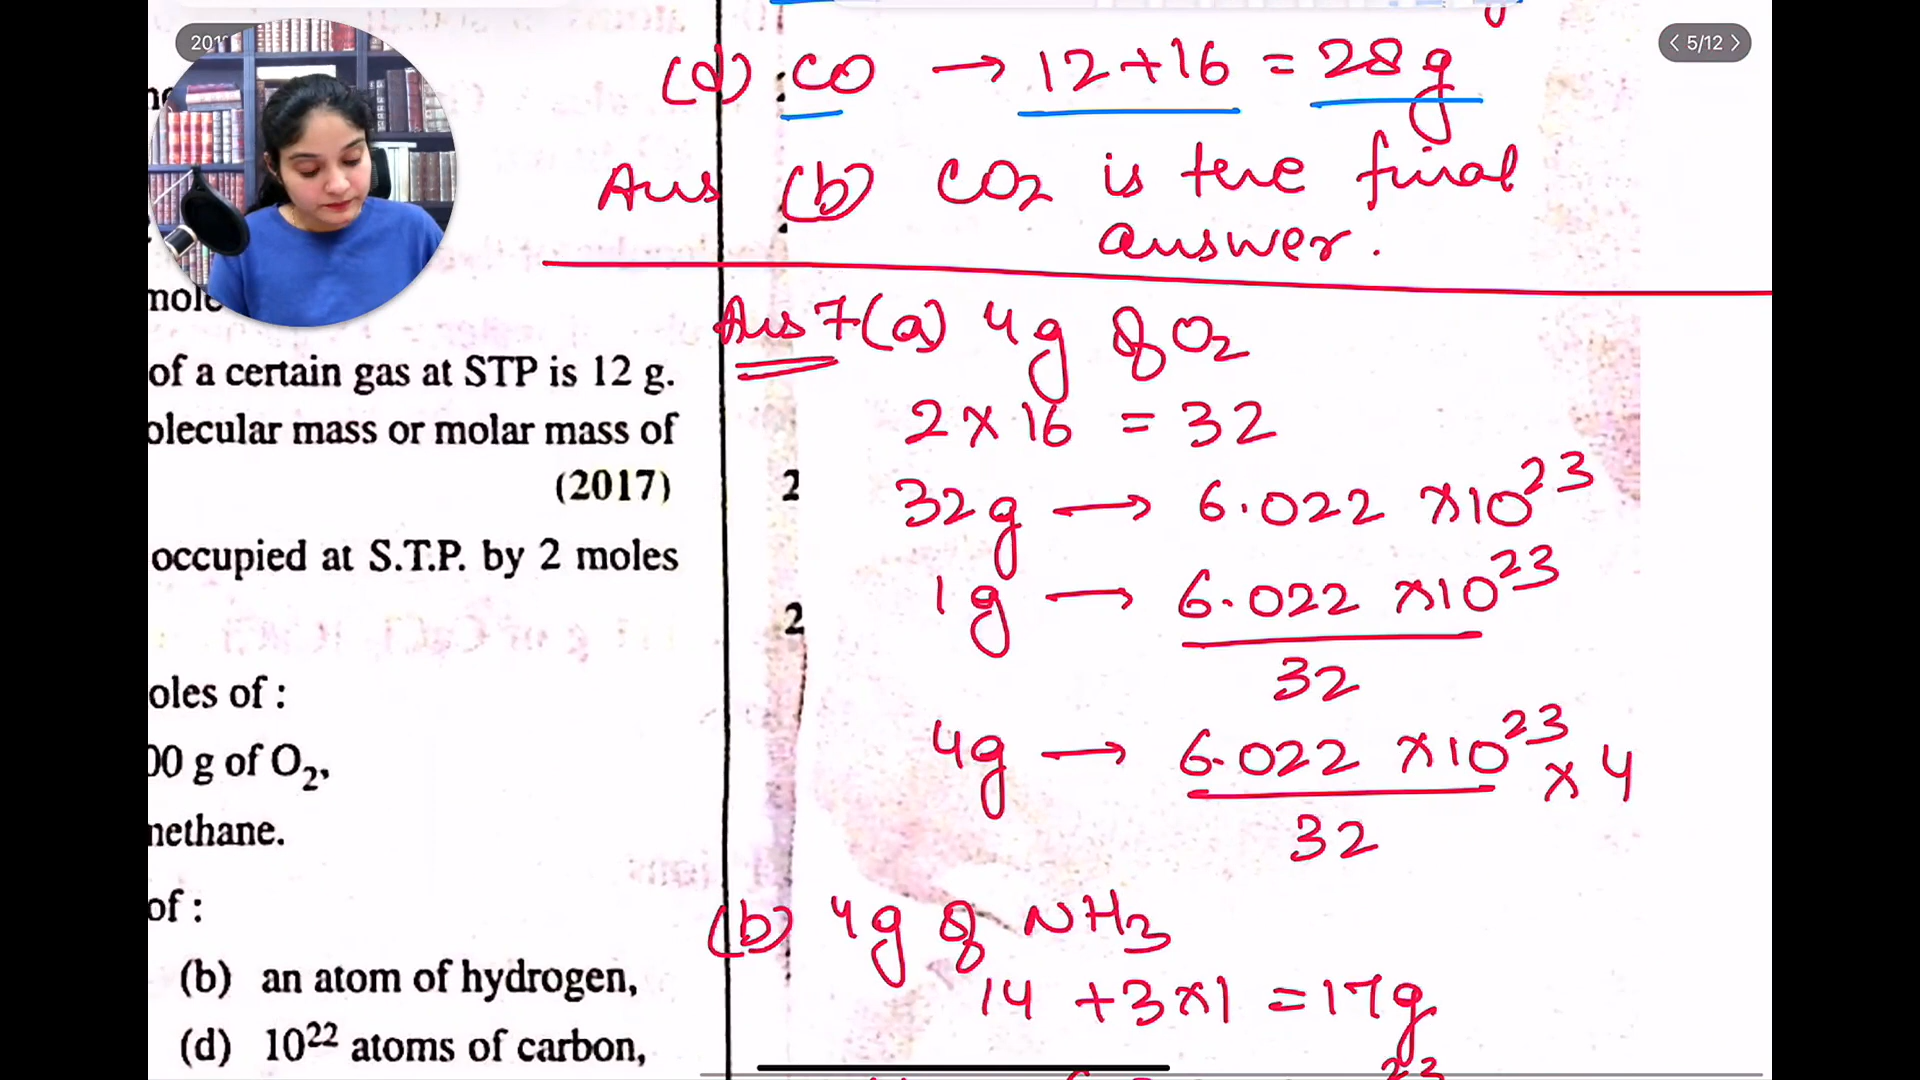 201
5/12
(d) CO → 12+16 = 28g
Ans (b) CO2 is the final
answer.
Ans 7(a) 4g of O2
2 × 16 = 32
32g → 6.022 ×10^23
1g → 6.022 ×10^23
32
4g → 6.022 ×10^23 × 4
32
(b) 4g of NH3
14 + 3×1 = 17g
23
of a certain gas at STP is 12 g.
olecular mass or molar mass of
(2017)
2
occupied at S.T.P. by 2 moles
2
oles of :
00 g of O₂,
nethane.
of :
(b) an atom of hydrogen,
(d) 10²² atoms of carbon,